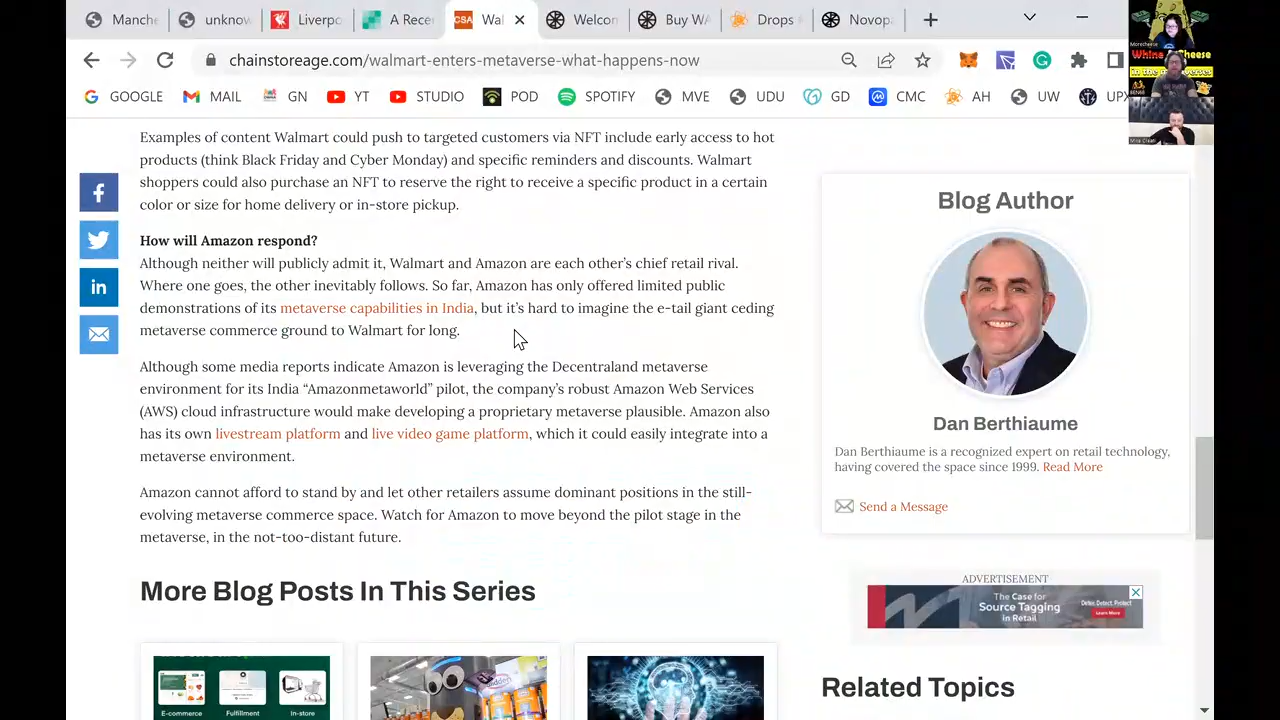 Manche
unknow
Liverpo
A Recer
CSA
Wal
Welcon
Buy WA
Drops
Novopa
chainstoreage.com/walmart-enters-metaverse-what-happens-now
GOOGLE
MAIL
GN
YT
STUDIO
POD
SPOTIFY
MVB
GD
CMC
AH
UW
UPX
Morecheese
in the
Examples of content Walmart could push to targeted customers via NFT include early access to hot
products (think Black Friday and Cyber Monday) and specific reminders and discounts. Walmart
shoppers could also purchase an NFT to reserve the right to receive a specific product in a certain
color or size for home delivery or in-store pickup.
How will Amazon respond?
Although neither will publicly admit it, Walmart and Amazon are each other’s chief retail rival.
Where one goes, the other inevitably follows. So far, Amazon has only offered limited public
demonstrations of its metaverse capabilities in India, but it’s hard to imagine the e-tail giant ceding
metaverse commerce ground to Walmart for long.
Although some media reports indicate Amazon is leveraging the Decentraland metaverse
environment for its India “Amazonmetaworld” pilot, the company’s robust Amazon Web Services
(AWS) cloud infrastructure would make developing a proprietary metaverse plausible. Amazon also
has its own livestream platform and live video game platform, which it could easily integrate into a
metaverse environment.
Amazon cannot afford to stand by and let other retailers assume dominant positions in the still-
evolving metaverse commerce space. Watch for Amazon to move beyond the pilot stage in the
metaverse, in the not-too-distant future.
More Blog Posts In This Series
E-commerce
Fulfillment
In-store
Blog Author
Dan Berthiaume
Dan Berthiaume is a recognized expert on retail technology,
having covered the space since 1999. Read More
Send a Message
ADVERTISEMENT
The Case for
Source Tagging
in Retail
Detect. Protect.
Learn More
Related Topics